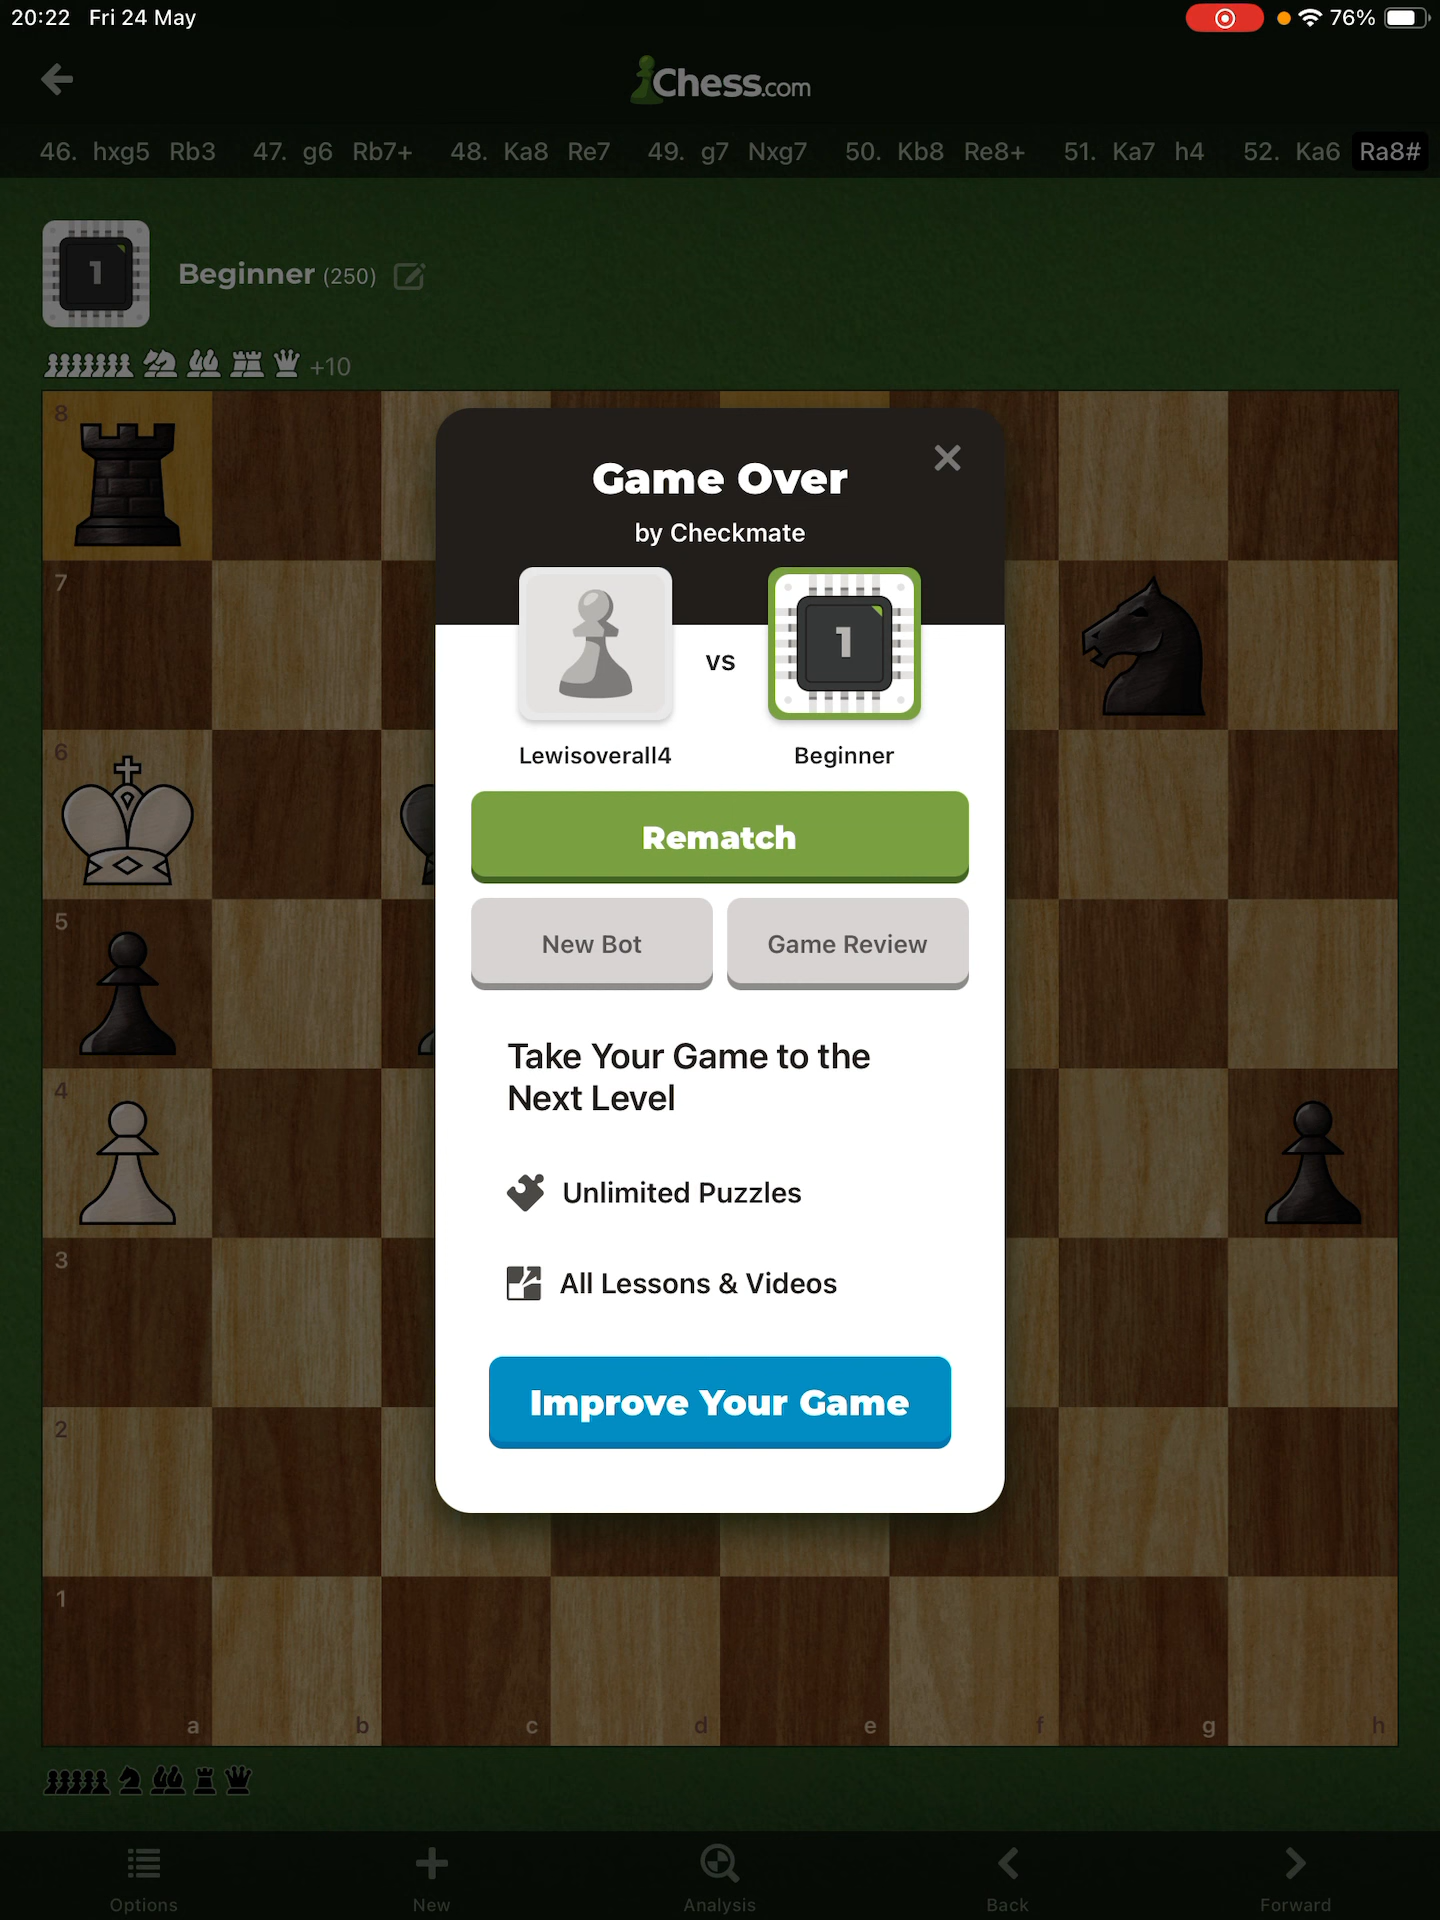 20:22 Fri 24 May 76%
Chess.com
46. hxg5 Rb3 47. g6 Rb7+ 48. Ka8 Re7 49. g7 Nxg7 50. Kb8 Re8+ 51. Ka7 h4 52. Ka6 Ra8#
1 Beginner (250)
+10
8
Game Over
by Checkmate
7
1
vs
Lewisoverall4 Beginner
6
Rematch
5
New Bot Game Review
Take Your Game to the
Next Level
4
Unlimited Puzzles
3
All Lessons & Videos
Improve Your Game
2
1
a b c d e f g h
Options New Analysis Back Forward